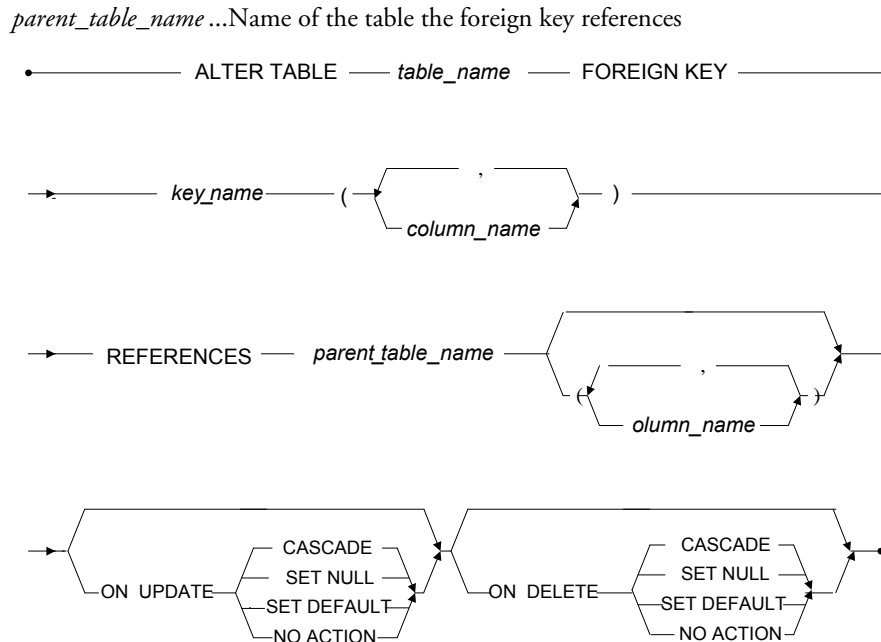 parent_table_name ...Name of the table the foreign key references
ALTER TABLE table_name FOREIGN KEY
key_name ( , )
column_name
REFERENCES parent_table_name
( , )
olumn_name
CASCADE CASCADE
SET NULL SET NULL
ON UPDATE SET DEFAULT ON DELETE SET DEFAULT
NO ACTION NO ACTION